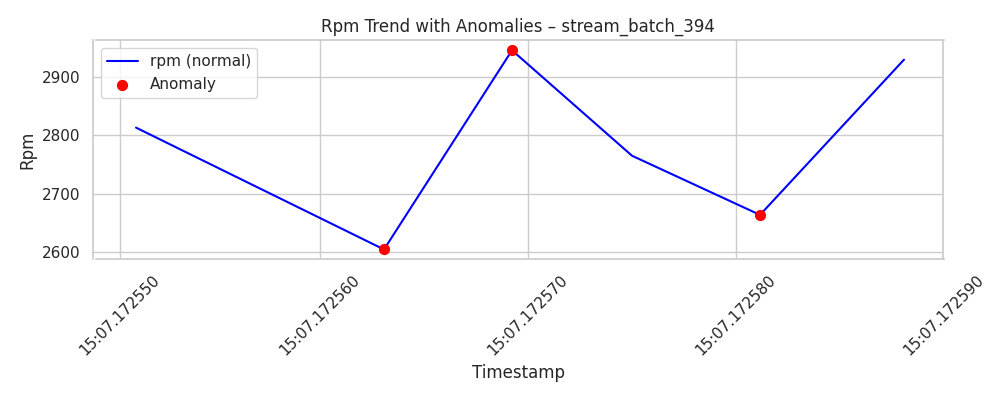 Rpm Trend with Anomalies – stream_batch_394
rpm (normal)
Anomaly
Rpm
2900
2800
2700
2600
15:07.172550
15:07.172560
15:07.172570
15:07.172580
15:07.172590
Timestamp